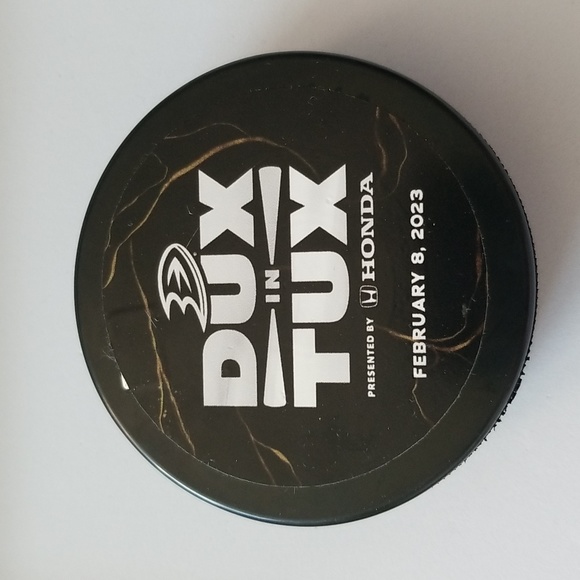 DUX
IN
TUX
PRESENTED BY HONDA
FEBRUARY 8, 2023